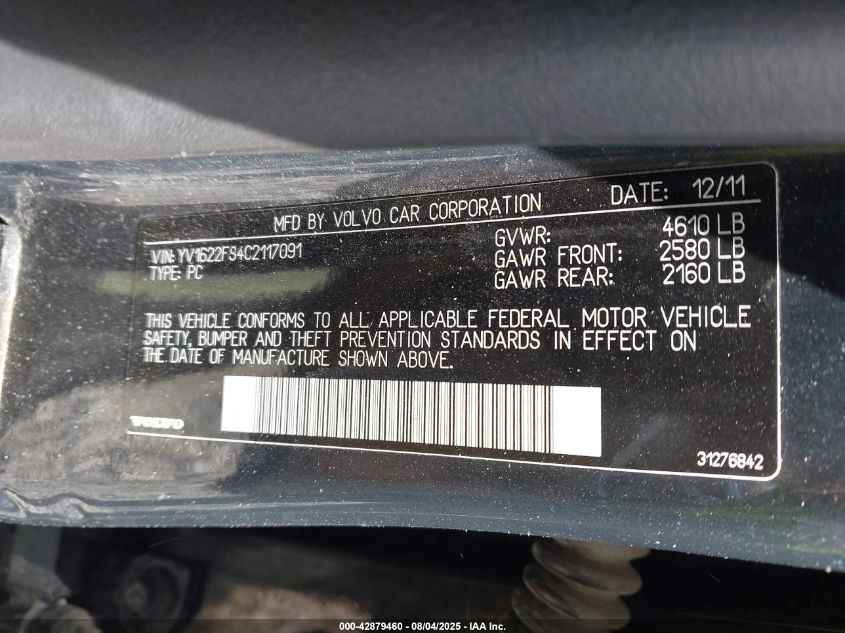 MFD BY VOLVO CAR CORPORATION DATE: 12/11
VIN: YV1622FS4C2117091
TYPE: PC
GVWR: 4610 LB
GAWR FRONT: 2580 LB
GAWR REAR: 2160 LB
THIS VEHICLE CONFORMS TO ALL APPLICABLE FEDERAL MOTOR VEHICLE
SAFETY, BUMPER AND THEFT PREVENTION STANDARDS IN EFFECT ON
THE DATE OF MANUFACTURE SHOWN ABOVE.
VOLVO
31276842
000-42879460 - 08/04/2025 - IAA Inc.